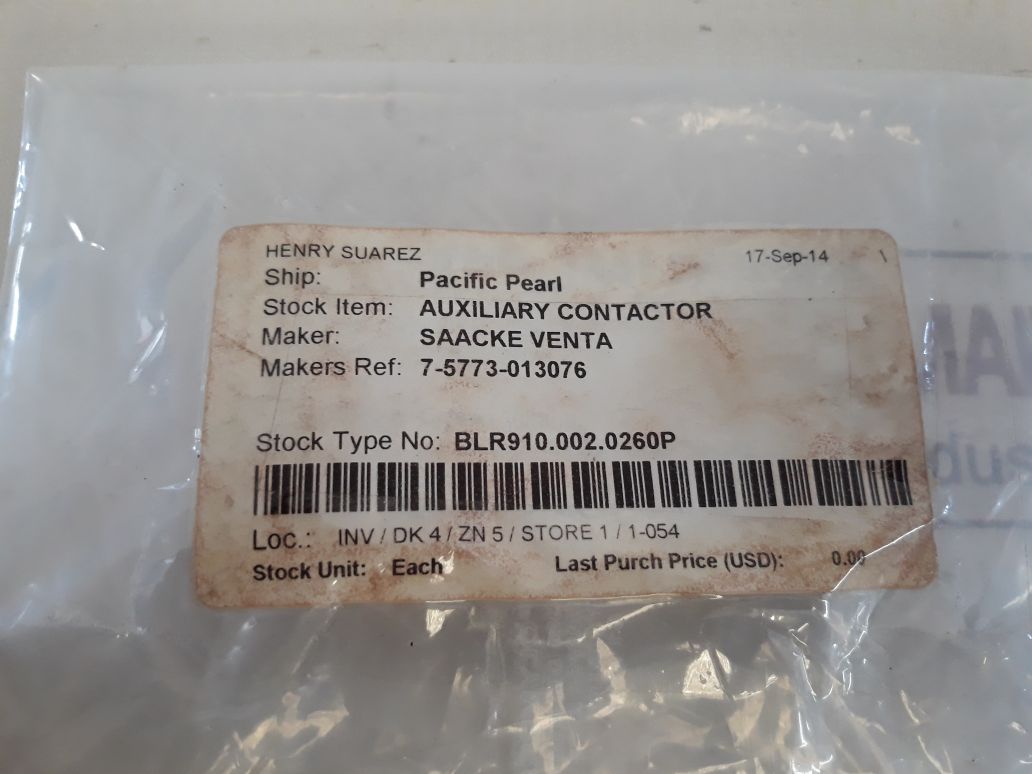 HENRY SUAREZ 17-Sep-14
Ship: Pacific Pearl
Stock Item: AUXILIARY CONTACTOR
Maker: SAACKE VENTA
Makers Ref: 7-5773-013076
Stock Type No: BLR910.002.0260P
Loc.: INV / DK 4 / ZN 5 / STORE 1 / 1-054
Stock Unit: Each Last Purch Price (USD): 0.00